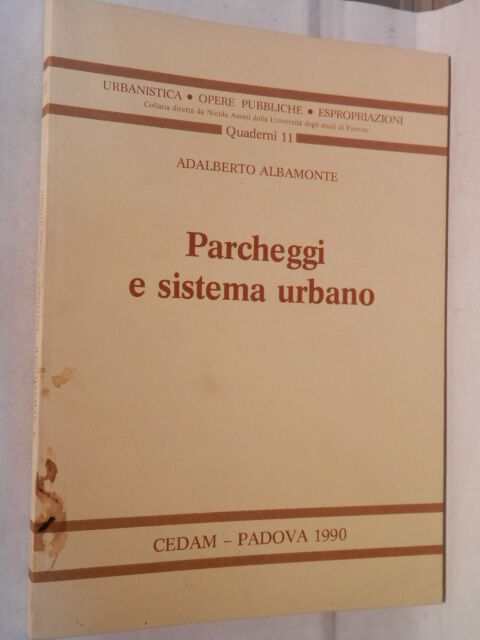 URBANISTICA • OPERE PUBBLICHE • ESPROPRIAZIONI
Collana diretta da Nicola Assini della Università degli studi di Firenze
Quaderni 11
ADALBERTO ALBAMONTE
Parcheggi
e sistema urbano
CEDAM – PADOVA 1990